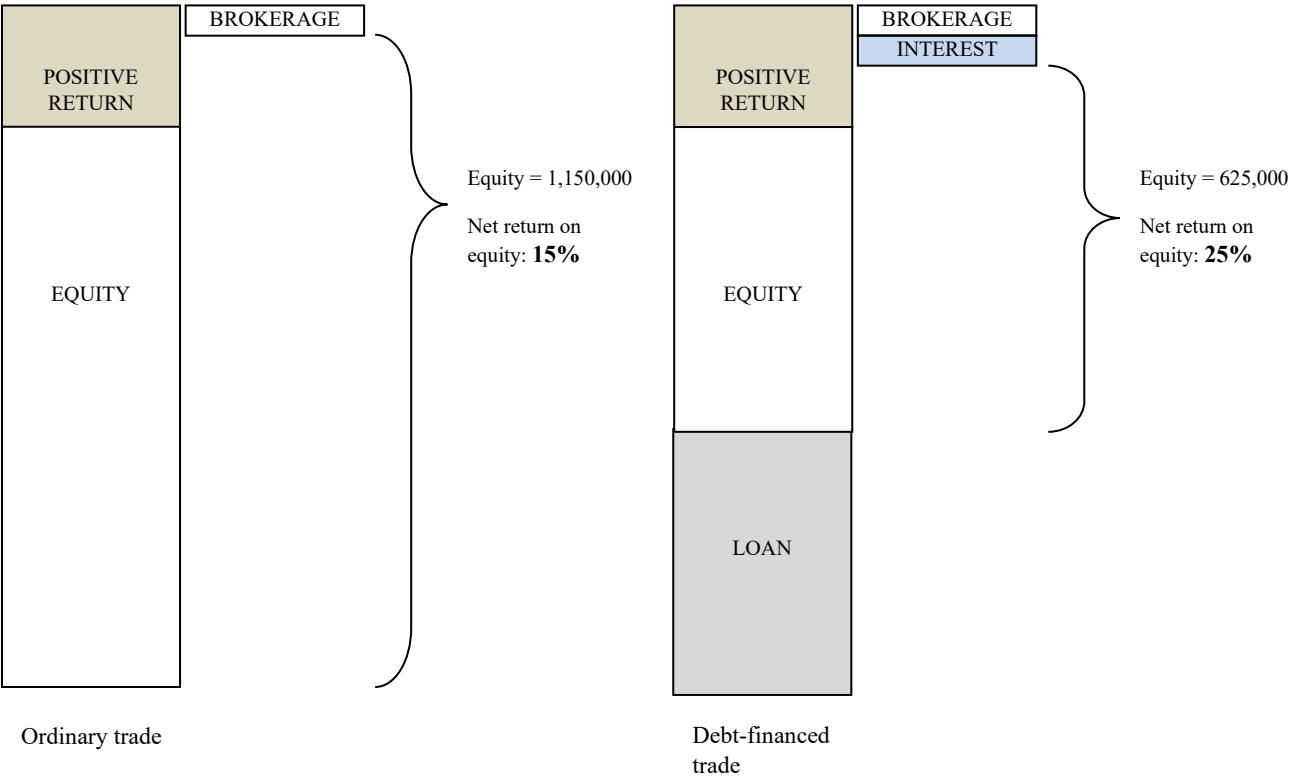 BROKERAGE
POSITIVE
RETURN
Equity = 1,150,000
Net return on
equity: 15%
EQUITY
Ordinary trade
BROKERAGE
INTEREST
POSITIVE
RETURN
Equity = 625,000
Net return on
equity: 25%
EQUITY
LOAN
Debt-financed
trade